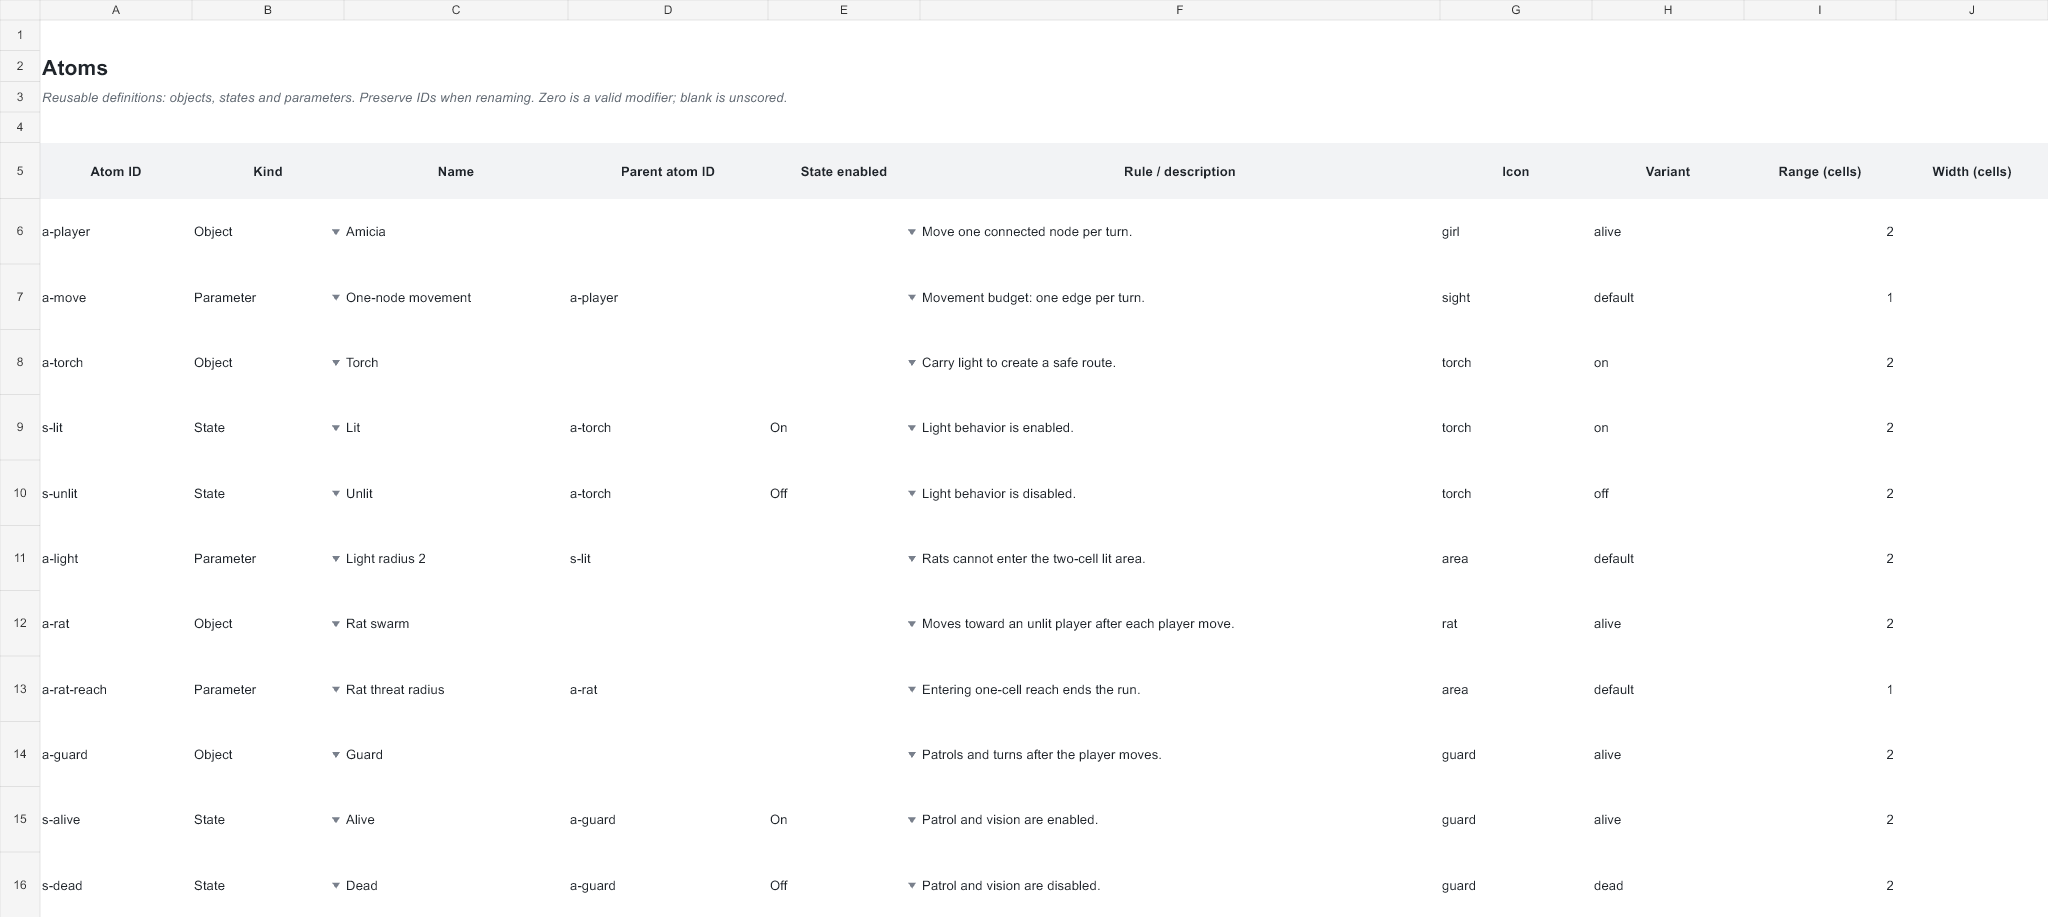 A B C D E F G H I J
1
2 Atoms
3 Reusable definitions: objects, states and parameters. Preserve IDs when renaming. Zero is a valid modifier; blank is unscored.
4
5 Atom ID Kind Name Parent atom ID State enabled Rule / description Icon Variant Range (cells) Width (cells)
6 a-player Object Amicia Move one connected node per turn. girl alive 2
7 a-move Parameter One-node movement a-player Movement budget: one edge per turn. sight default 1
8 a-torch Object Torch Carry light to create a safe route. torch on 2
9 s-lit State Lit a-torch On Light behavior is enabled. torch on 2
10 s-unlit State Unlit a-torch Off Light behavior is disabled. torch off 2
11 a-light Parameter Light radius 2 s-lit Rats cannot enter the two-cell lit area. area default 2
12 a-rat Object Rat swarm Moves toward an unlit player after each player move. rat alive 2
13 a-rat-reach Parameter Rat threat radius a-rat Entering one-cell reach ends the run. area default 1
14 a-guard Object Guard Patrols and turns after the player moves. guard alive 2
15 s-alive State Alive a-guard On Patrol and vision are enabled. guard alive 2
16 s-dead State Dead a-guard Off Patrol and vision are disabled. guard dead 2